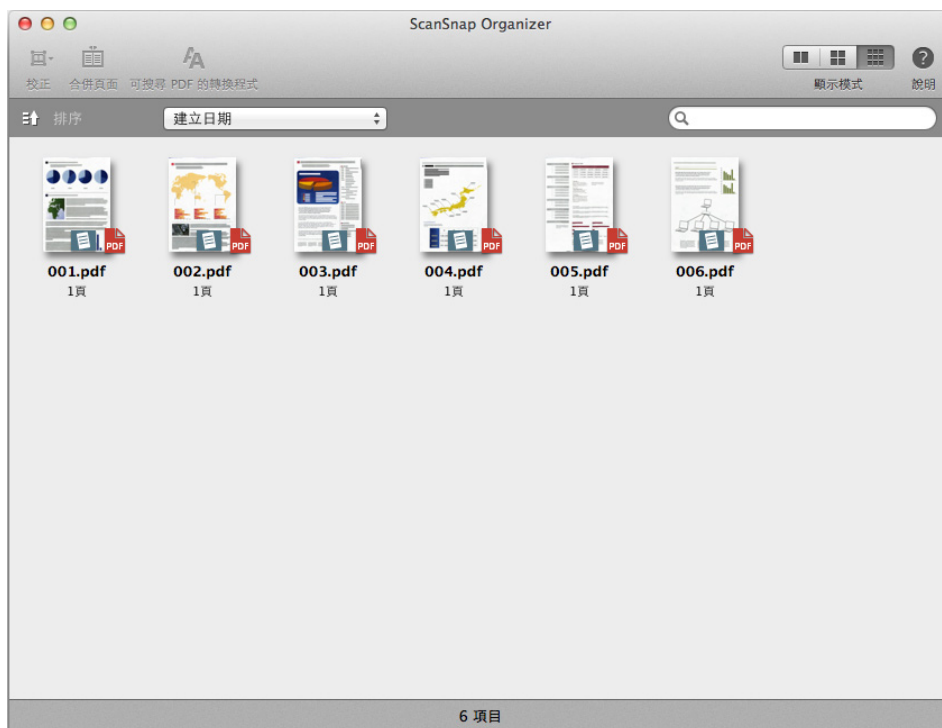 ScanSnap Organizer
校正 合併頁面 可搜尋 PDF 的轉換程式 顯示模式 說明
排序 建立日期
PDF PDF PDF PDF PDF PDF
001.pdf 002.pdf 003.pdf 004.pdf 005.pdf 006.pdf
1頁 1頁 1頁 1頁 1頁 1頁
6 項目